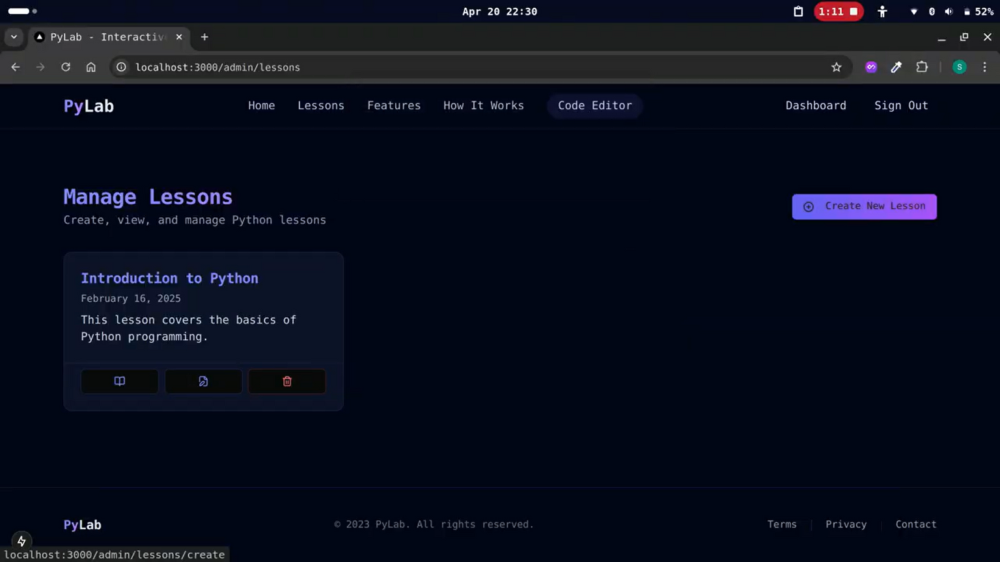 Apr 20 22:30
1:11
52%
PyLab - Interactiv
localhost:3000/admin/lessons
S
PyLab
Home
Lessons
Features
How It Works
Code Editor
Dashboard
Sign Out
Manage Lessons
Create, view, and manage Python lessons
Create New Lesson
Introduction to Python
February 16, 2025
This lesson covers the basics of
Python programming.
PyLab
© 2023 PyLab. All rights reserved.
Terms
Privacy
Contact
localhost:3000/admin/lessons/create